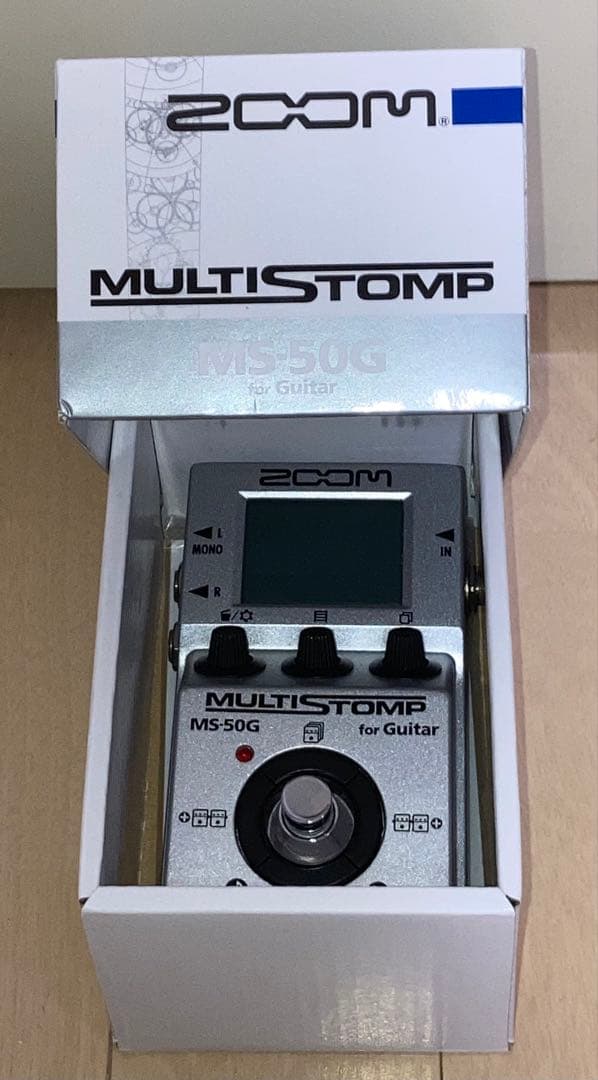 ZOOM®
MULTISTOMP
MS-50G
for Guitar
ZOOM
L
MONO
IN
R
MULTISTOMP
MS-50G for Guitar